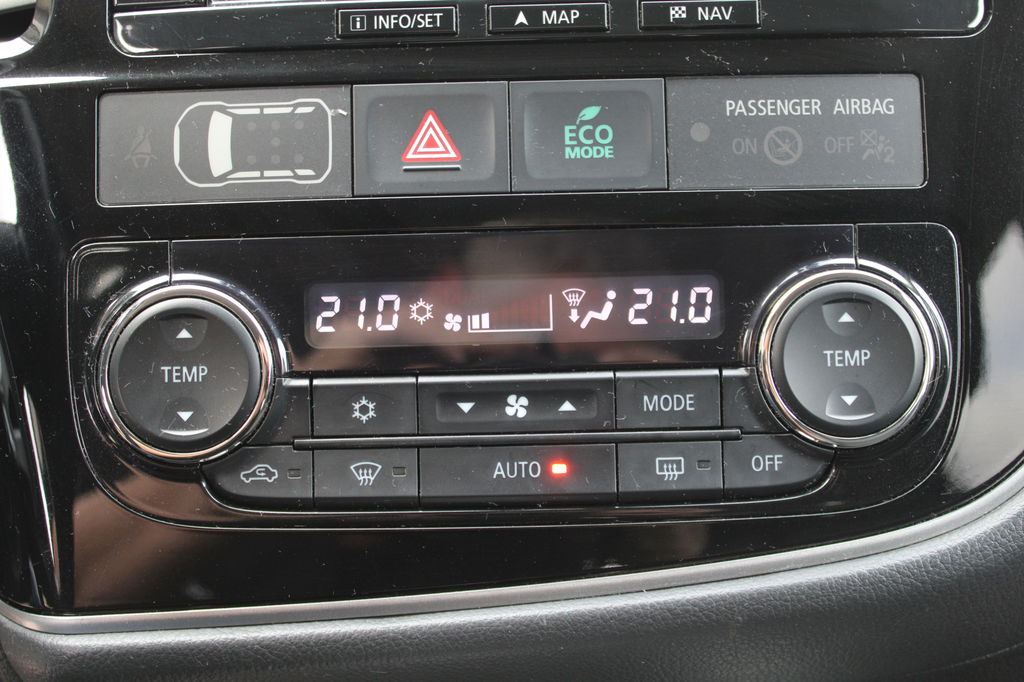 INFO/SET MAP NAV
PASSENGER AIRBAG
ECO
MODE
ON OFF 2
21.0 21.0
TEMP
TEMP
MODE
AUTO
OFF